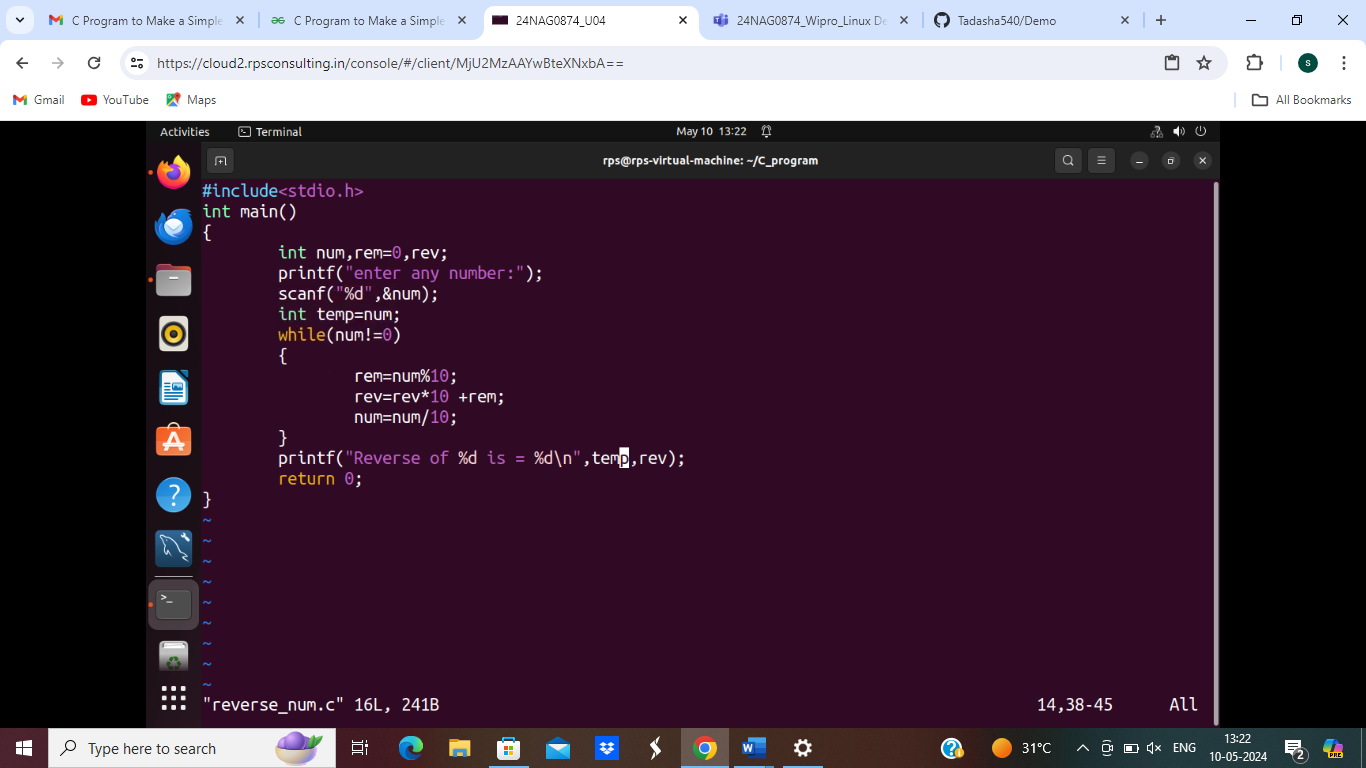 C Program to Make a Simple
C Program to Make a Simple
24NAG0874_U04
24NAG0874_Wipro_Linux De
Tadasha540/Demo
https://cloud2.rpsconsulting.in/console/#/client/MjU2MzAAYwBteXNxbA==
S
Gmail
YouTube
Maps
All Bookmarks
Activities
Terminal
May 10 13:22
rps@rps-virtual-machine: ~/C_program
#include<stdio.h>
int main()
{
int num,rem=0,rev;
printf("enter any number:");
scanf("%d",&num);
int temp=num;
while(num!=0)
{
rem=num%10;
rev=rev*10 +rem;
num=num/10;
}
printf("Reverse of %d is = %d\n",temp,rev);
return 0;
}
~
~
~
~
~
~
~
~
~
"reverse_num.c" 16L, 241B 14,38-45 All
Type here to search
31°C
ENG
13:22
10-05-2024
2
PRE